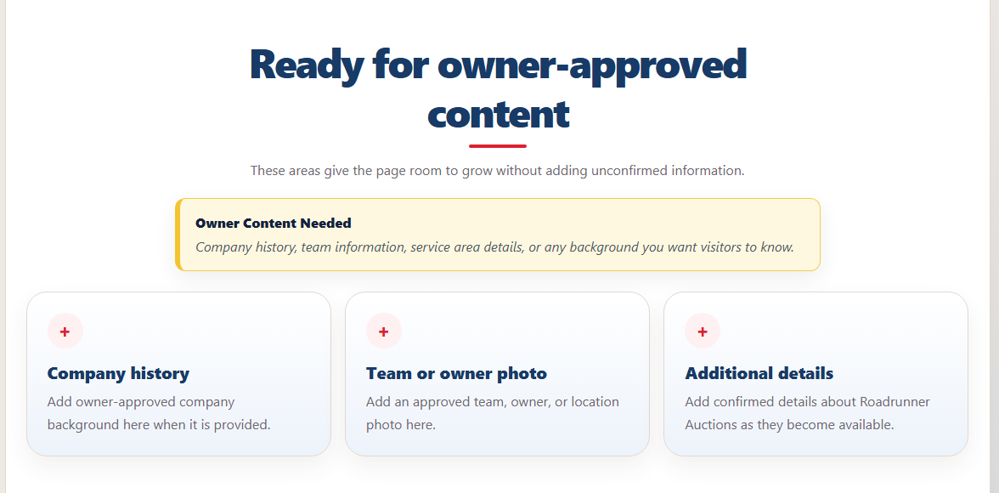 Ready for owner-approved
content
These areas give the page room to grow without adding unconfirmed information.
Owner Content Needed
Company history, team information, service area details, or any background you want visitors to know.
+
Company history
Add owner-approved company
background here when it is provided.
+
Team or owner photo
Add an approved team, owner, or location
photo here.
+
Additional details
Add confirmed details about Roadrunner
Auctions as they become available.